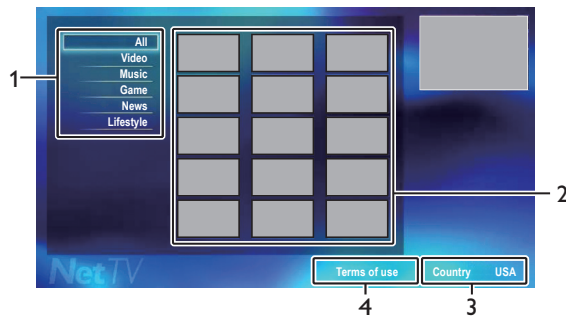 All
Video
Music
Game
News
Lifestyle
1
2
NetTV
Terms of use
Country USA
4
3